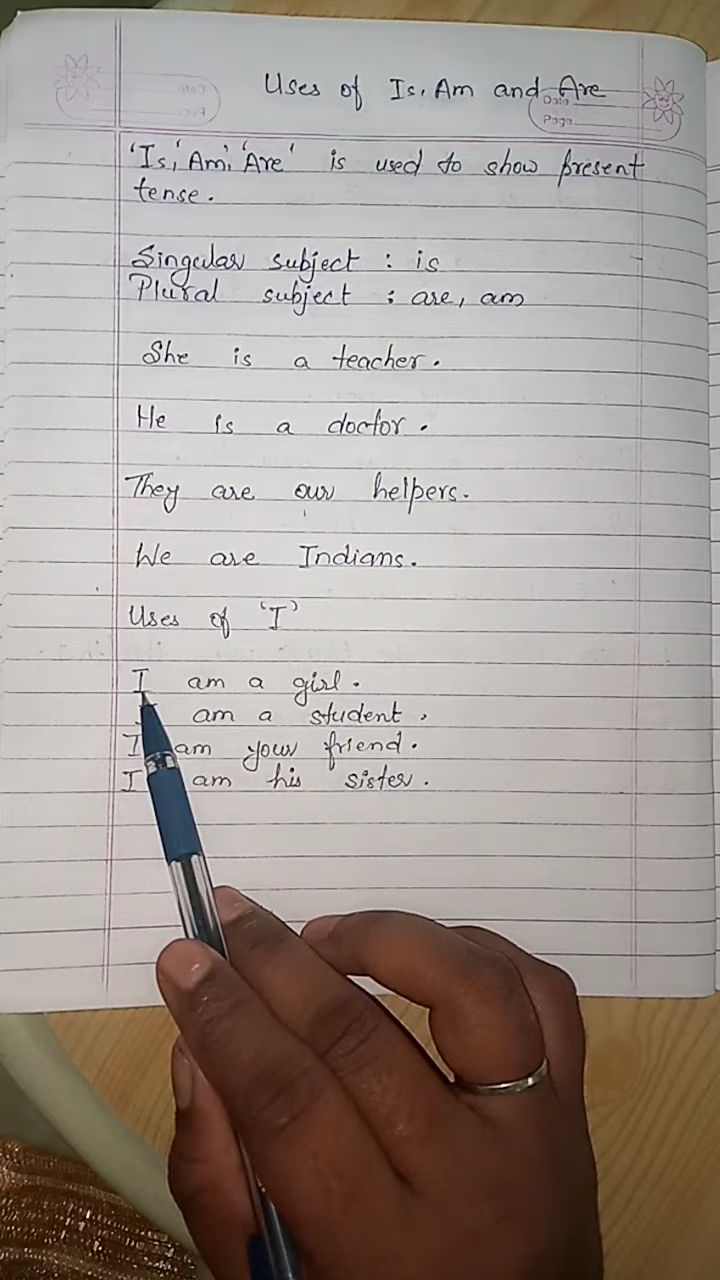 Uses of Is, Am and Are
Date
Page
'Is,' Am,' 'Are' is used to show present
tense.
Singular subject : is
Plural subject : are, am
She is a teacher.
He is a doctor.
They are our helpers.
We are Indians.
Uses of 'I'
I am a girl.
am a student.
I am your friend.
I am his sister.